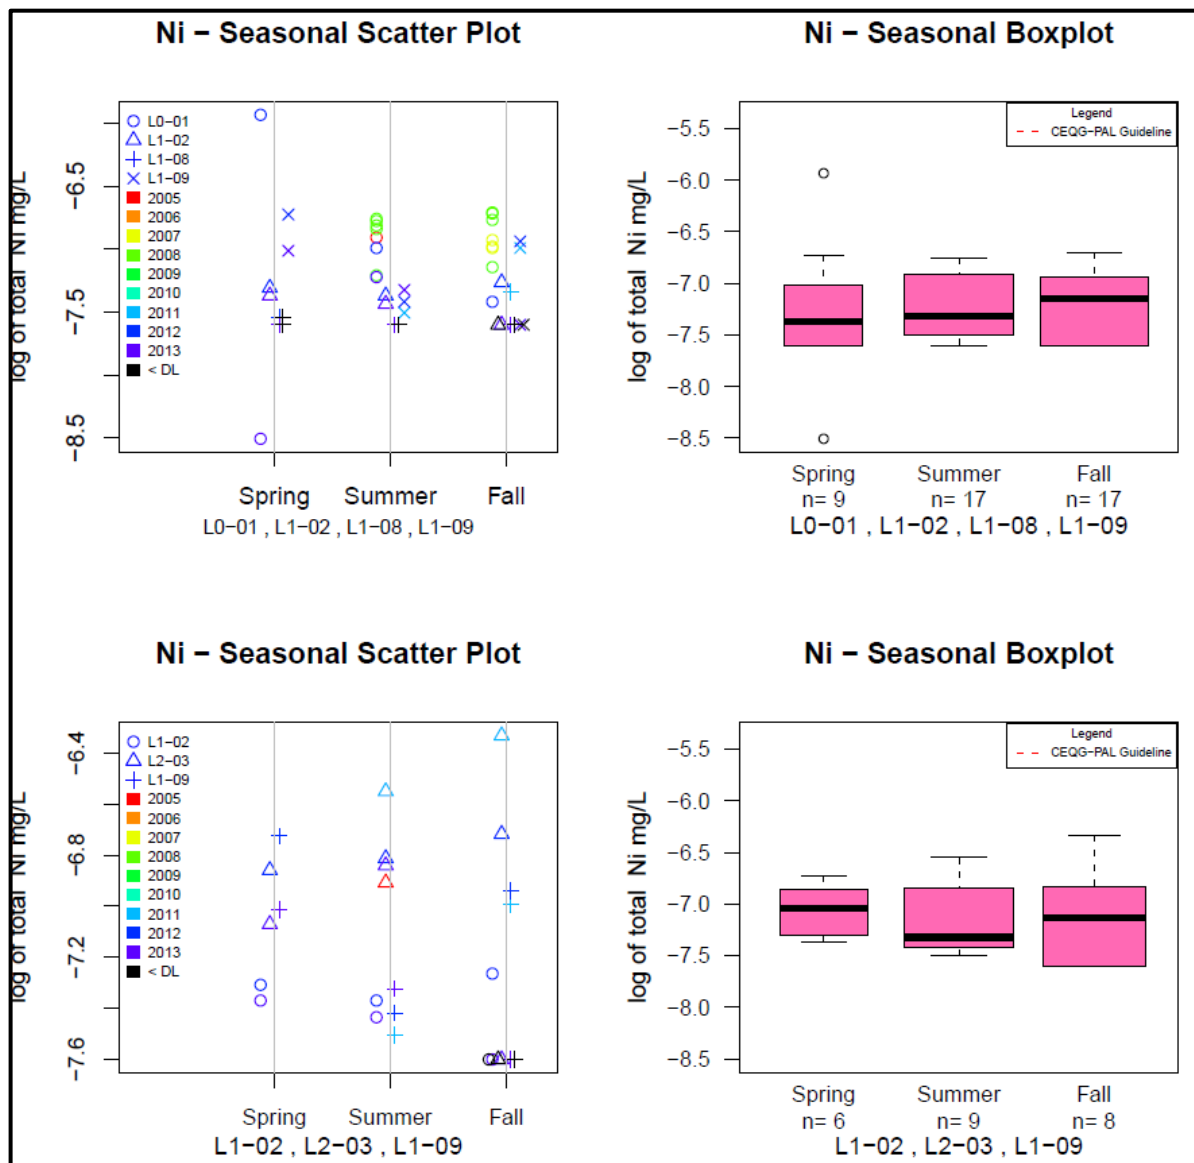 Ni − Seasonal Scatter Plot
log of total Ni mg/L
−6.5
−7.5
−8.5
L0−01
L1−02
L1−08
L1−09
2005
2006
2007
2008
2009
2010
2011
2012
2013
< DL
Spring Summer Fall
L0−01 , L1−02 , L1−08 , L1−09
Ni − Seasonal Boxplot
log of total Ni mg/L
−5.5
−6.0
−6.5
−7.0
−7.5
−8.0
−8.5
Legend
CEQG−PAL Guideline
Spring Summer Fall
n= 9 n= 17 n= 17
L0−01 , L1−02 , L1−08 , L1−09
Ni − Seasonal Scatter Plot
log of total Ni mg/L
−6.4
−6.8
−7.2
−7.6
L1−02
L2−03
L1−09
2005
2006
2007
2008
2009
2010
2011
2012
2013
< DL
Spring Summer Fall
L1−02 , L2−03 , L1−09
Ni − Seasonal Boxplot
log of total Ni mg/L
−5.5
−6.0
−6.5
−7.0
−7.5
−8.0
−8.5
Legend
CEQG−PAL Guideline
Spring Summer Fall
n= 6 n= 9 n= 8
L1−02 , L2−03 , L1−09